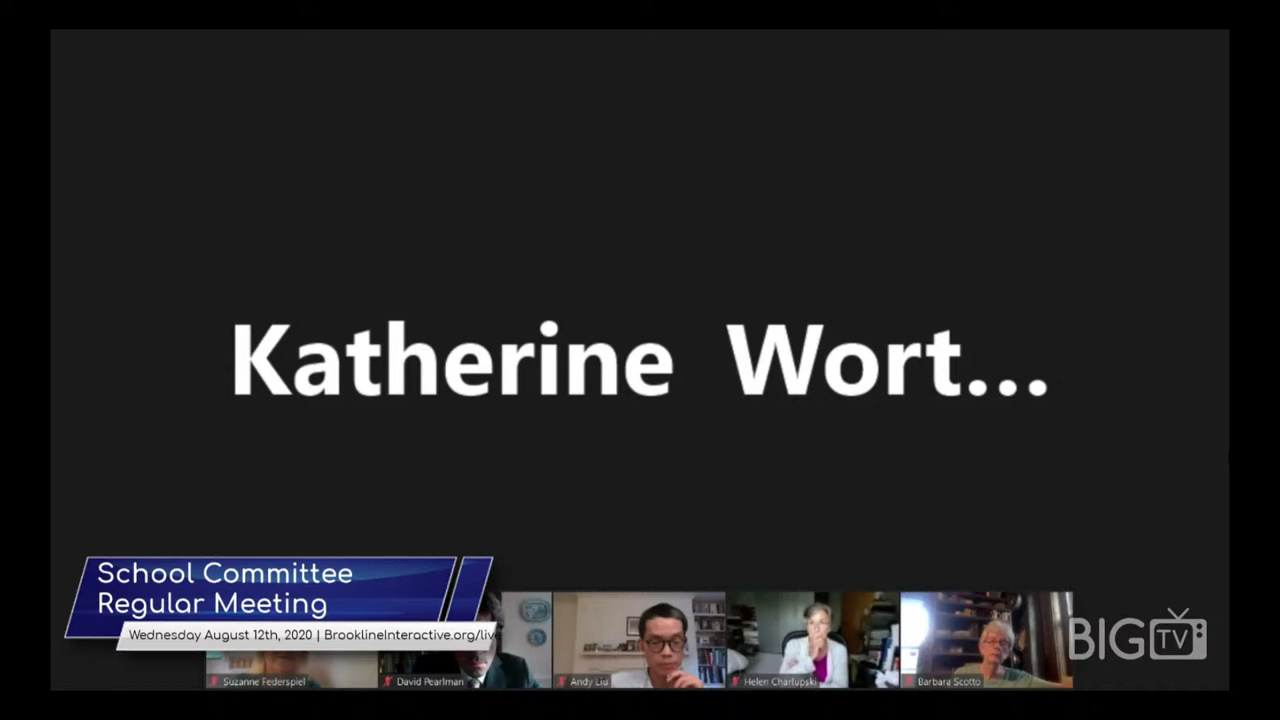 Katherine Wort...
School Committee
Regular Meeting
Wednesday August 12th, 2020 | BrooklineInteractive.org/live
BIG TV
Suzanne Federspiel
David Pearlman
Andy Liu
Helen Charlupski
Barbara Scotto